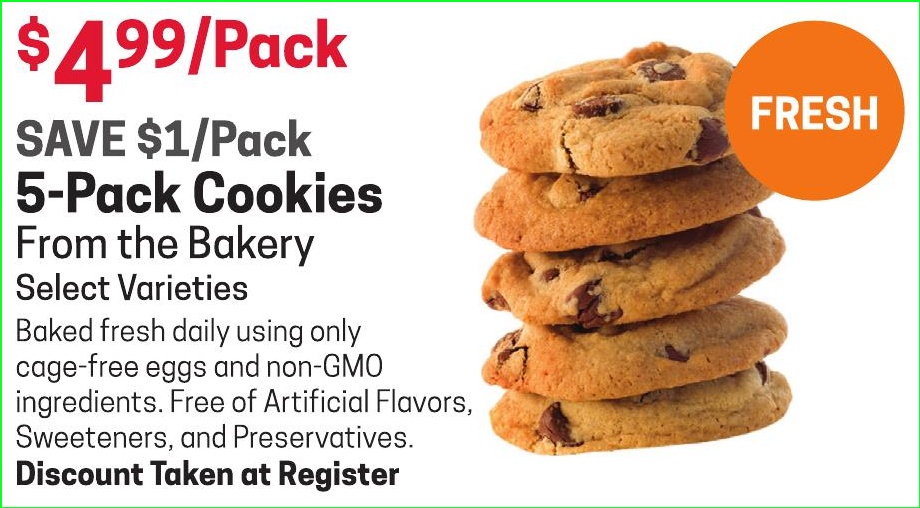 $4.99/Pack
SAVE $1/Pack
5-Pack Cookies
From the Bakery
Select Varieties
Baked fresh daily using only
cage-free eggs and non-GMO
ingredients. Free of Artificial Flavors,
Sweeteners, and Preservatives.
Discount Taken at Register
FRESH